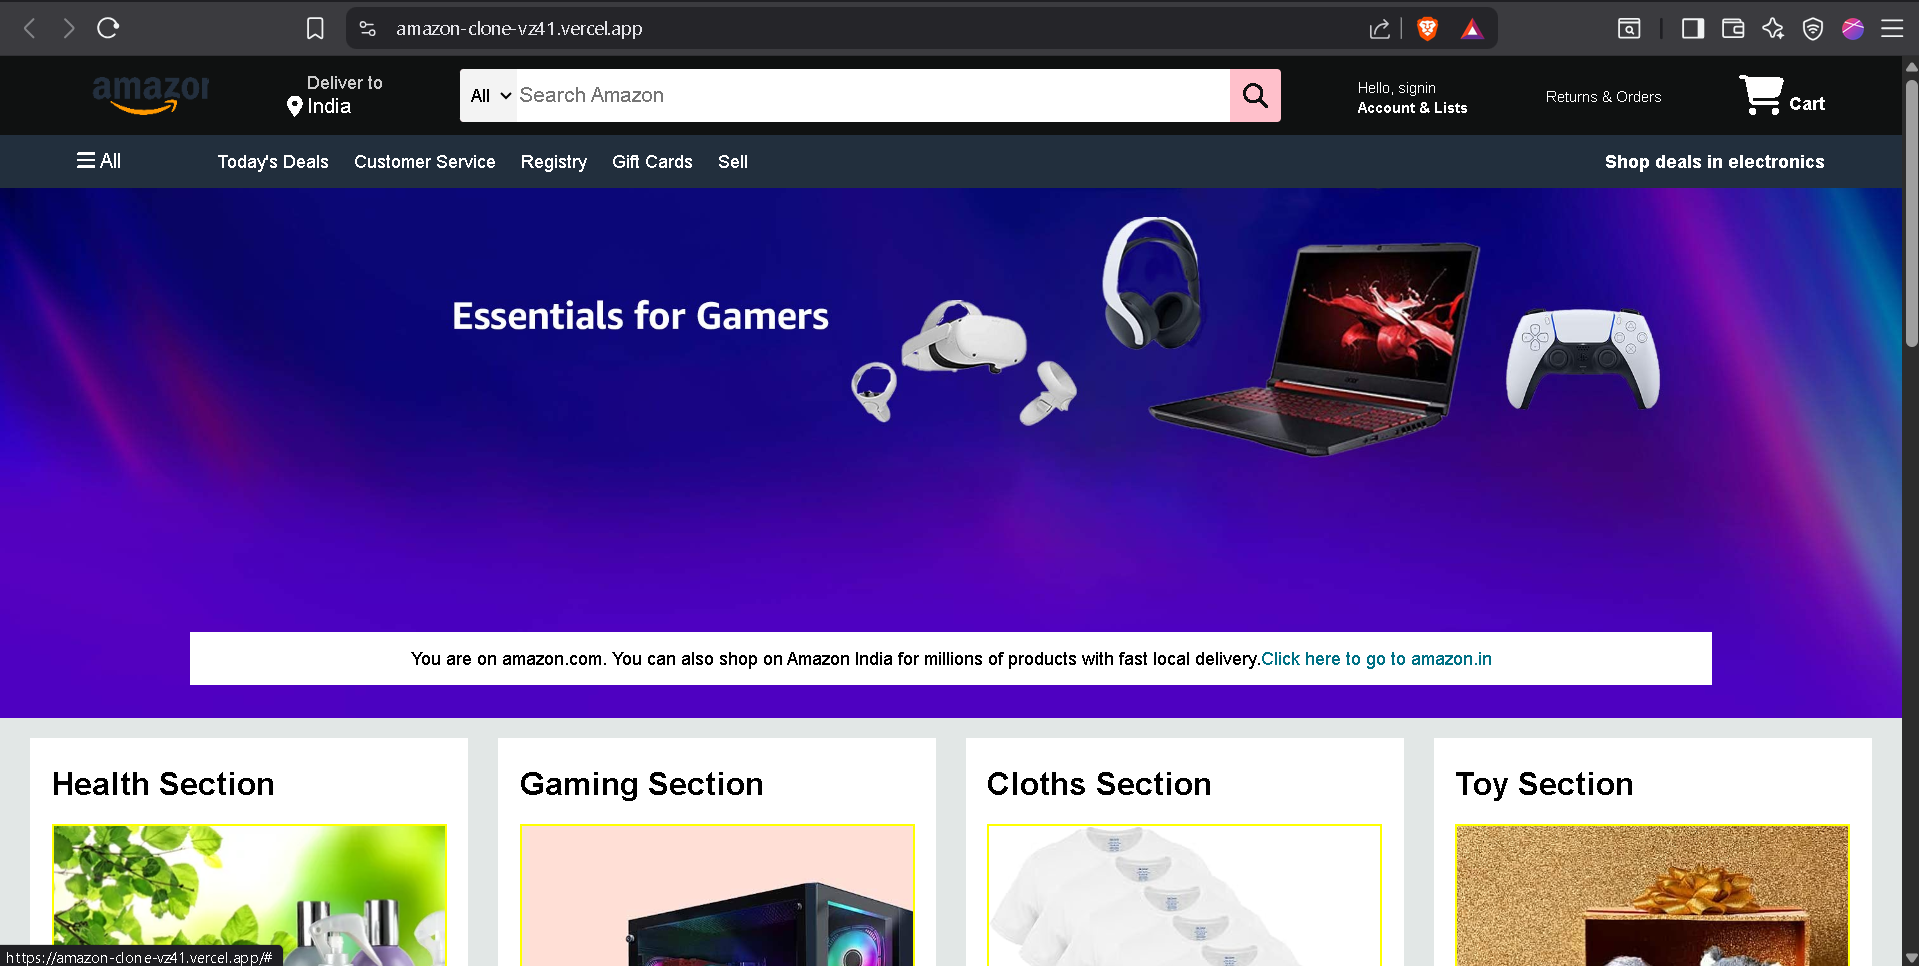 amazon-clone-vz41.vercel.app
amazon
Deliver to
India
All
Search Amazon
Hello, signin
Account & Lists
Returns & Orders
Cart
All
Today's Deals
Customer Service
Registry
Gift Cards
Sell
Shop deals in electronics
Essentials for Gamers
You are on amazon.com. You can also shop on Amazon India for millions of products with fast local delivery.Click here to go to amazon.in
Health Section
Gaming Section
Cloths Section
Toy Section
https://amazon-clone-vz41.vercel.app/#